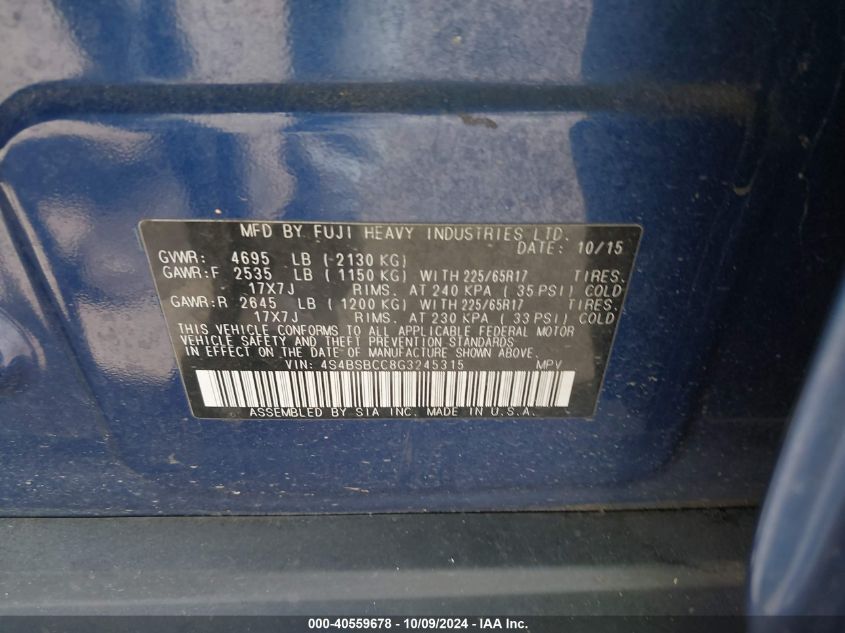 MFD BY FUJI HEAVY INDUSTRIES LTD.
DATE: 10/15
GVWR: 4695 LB ( 2130 KG)
GAWR:F 2535 LB ( 1150 KG) WITH 225/65R17 TIRES.
17X7J RIMS. AT 240 KPA ( 35 PSI) COLD
GAWR:R 2645 LB ( 1200 KG) WITH 225/65R17 TIRES.
17X7J RIMS. AT 230 KPA ( 33 PSI) COLD
THIS VEHICLE CONFORMS TO ALL APPLICABLE FEDERAL MOTOR
VEHICLE SAFETY AND THEFT PREVENTION STANDARDS
IN EFFECT ON THE DATE OF MANUFACTURE SHOWN ABOVE.
VIN: 4S4BSBCC8G3245315 MPV
ASSEMBLED BY SIA INC. MADE IN U.S.A.
000-40559678 - 10/09/2024 - IAA Inc.